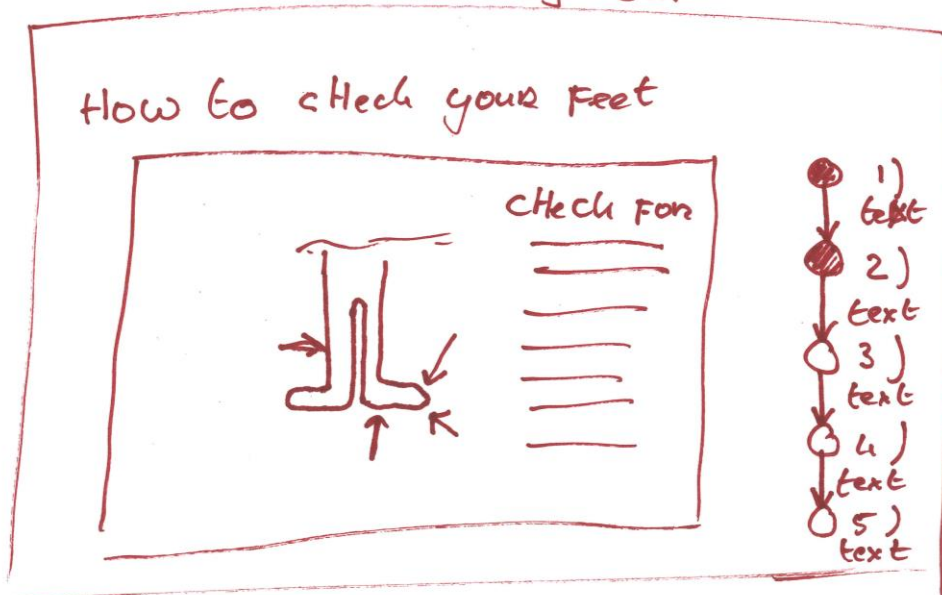 How to cHeck your Feet
cHeck For
1)
text
2)
text
3)
text
4)
text
5)
text